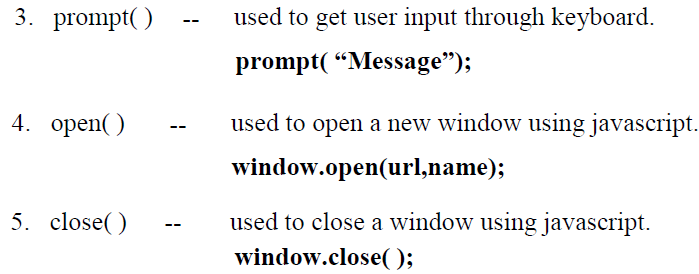 3. prompt( ) -- used to get user input through keyboard.
prompt( “Message”);
4. open( ) -- used to open a new window using javascript.
window.open(url,name);
5. close( ) -- used to close a window using javascript.
window.close( );